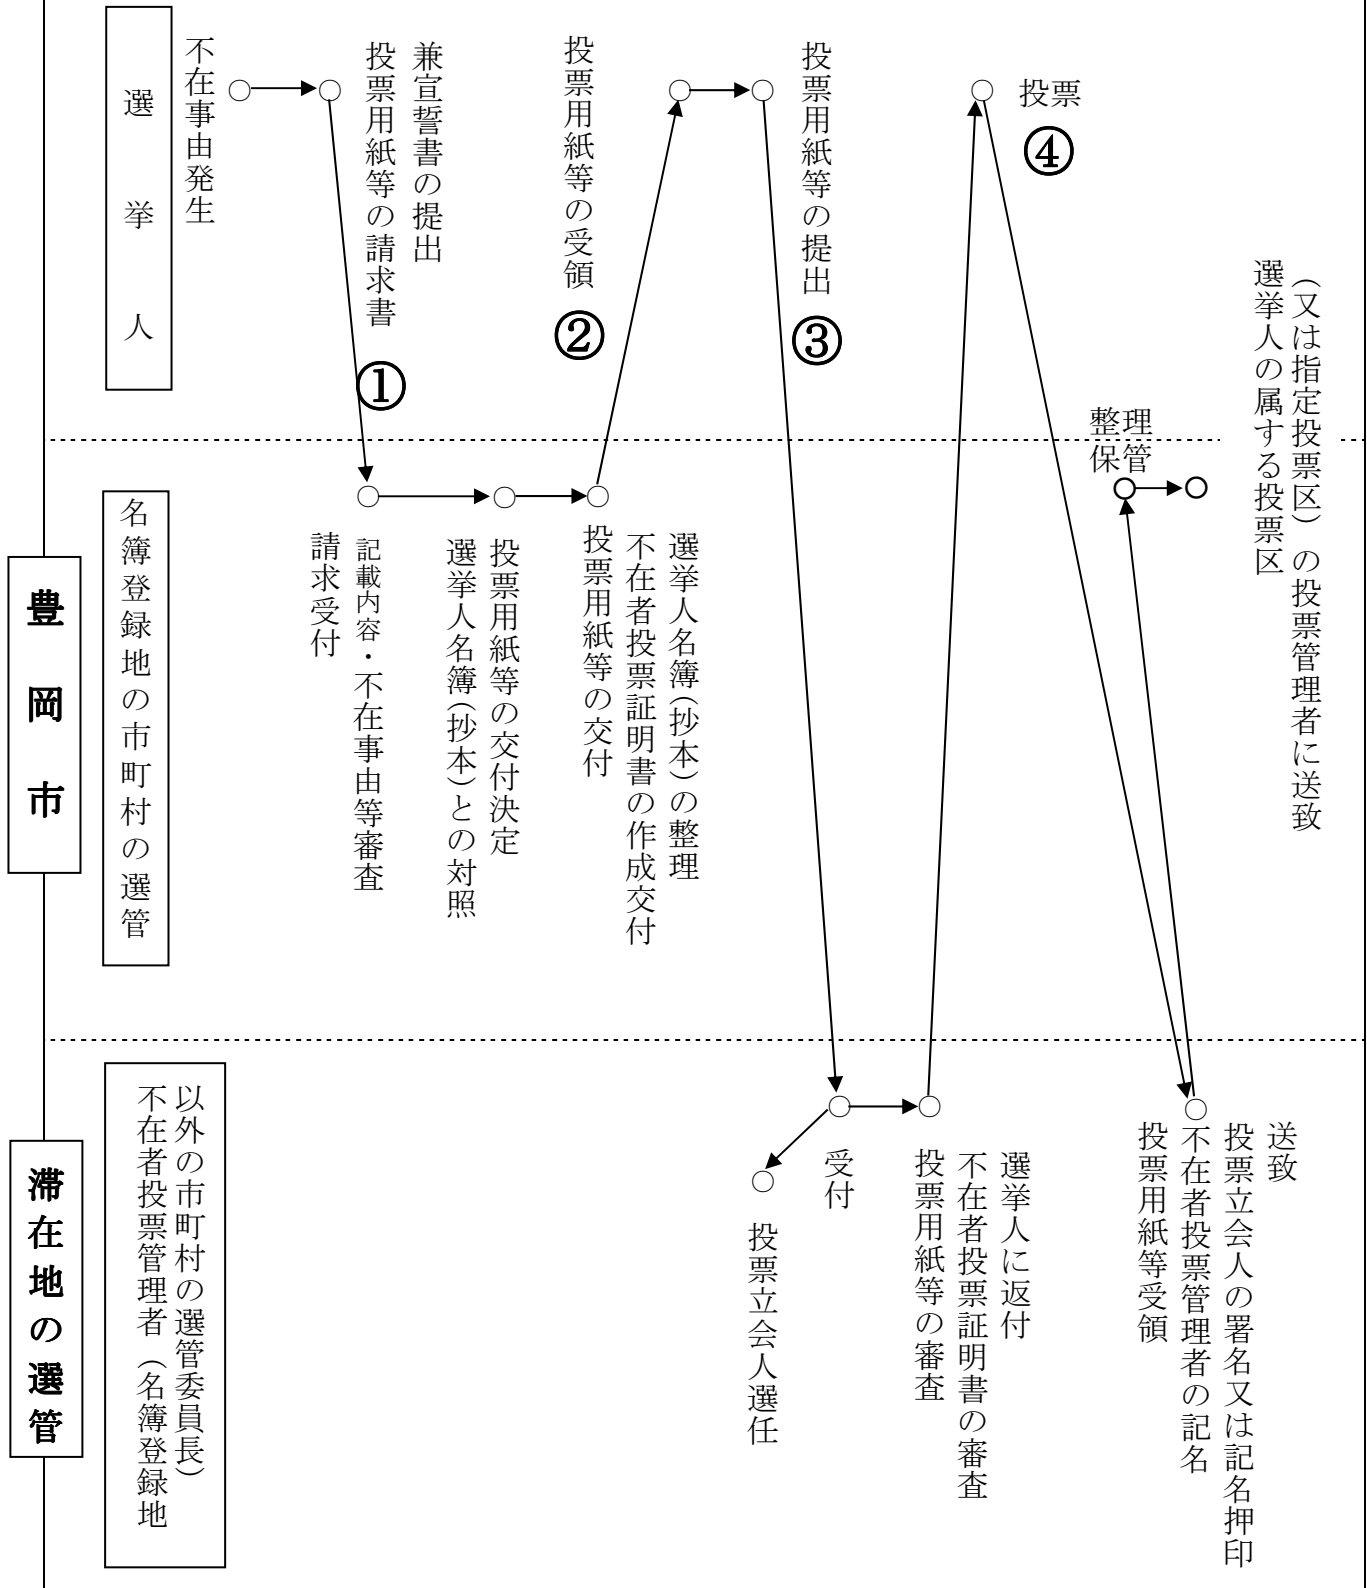 選挙人
不在事由発生
投票用紙等の請求書
兼宣誓書の提出
①
投票用紙等の受領
②
投票用紙等の提出
③
投票
④
豊岡市
名簿登録地の市町村の選管
請求受付
記載内容・不在事由等審査
選挙人名簿(抄本)との対照
投票用紙等の交付決定
投票用紙等の交付
不在者投票証明書の作成交付
選挙人名簿(抄本)の整理
整理
保管
選挙人の属する投票区
(又は指定投票区)の投票管理者に送致
滞在地の選管
不在者投票管理者(名簿登録地
以外の市町村の選管委員長)
投票立会人選任
受付
投票用紙等の審査
不在者投票証明書の審査
選挙人に返付
投票用紙等受領
不在者投票管理者の記名
投票立会人の署名又は記名押印
送致